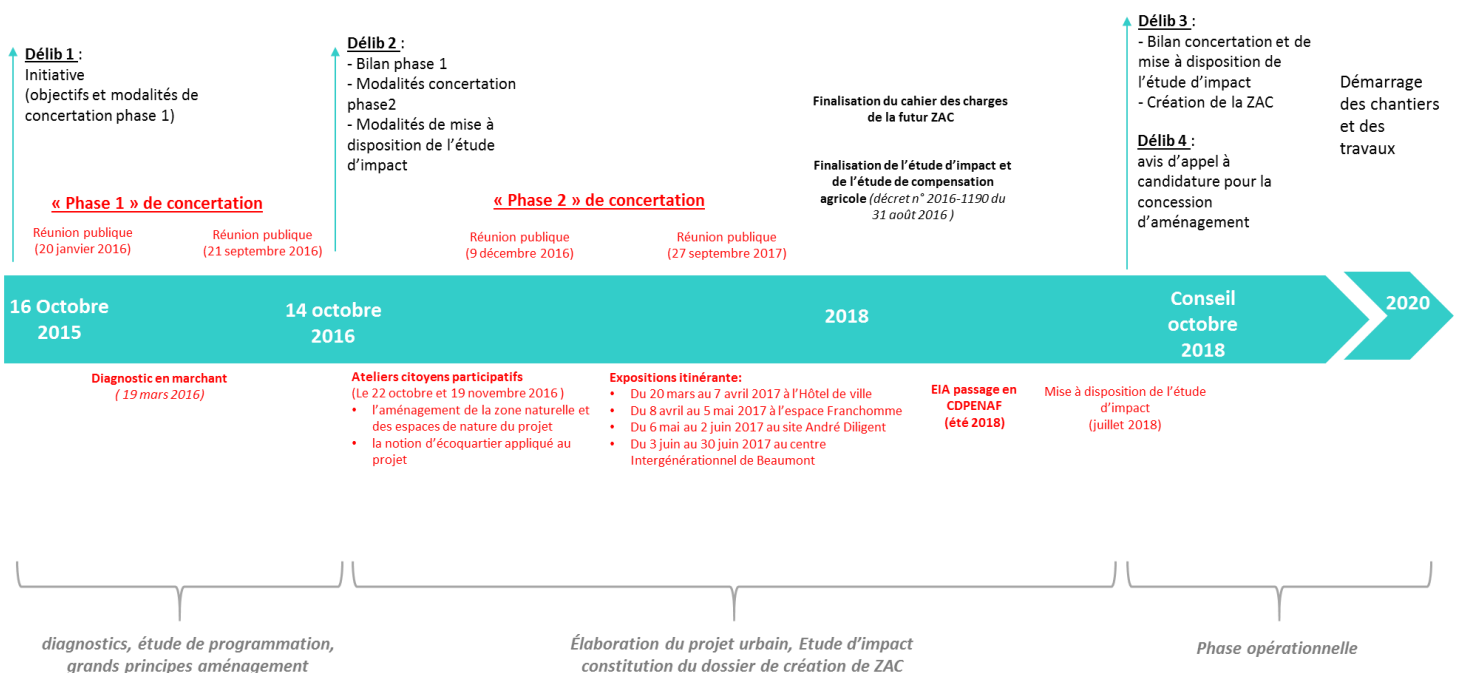 Délib 1 :
Initiative
(objectifs et modalités de
concertation phase 1)
Délib 2 :
- Bilan phase 1
- Modalités concertation
phase2
- Modalités de mise à
disposition de l’étude
d’impact
Finalisation du cahier des charges
de la futur ZAC
Finalisation de l’étude d’impact et
de l’étude de compensation
agricole (décret n° 2016-1190 du
31 août 2016 )
Délib 3 :
- Bilan concertation et de
mise à disposition de
l’étude d’impact
- Création de la ZAC
Délib 4 :
avis d’appel à
candidature pour la
concession
d’aménagement
Démarrage
des chantiers
et des
travaux
« Phase 1 » de concertation
Réunion publique
(20 janvier 2016)
Réunion publique
(21 septembre 2016)
« Phase 2 » de concertation
Réunion publique
(9 décembre 2016)
Réunion publique
(27 septembre 2017)
16 Octobre
2015
14 octobre
2016
2018
Conseil
octobre
2018
2020
Diagnostic en marchant
( 19 mars 2016)
Ateliers citoyens participatifs
(Le 22 octobre et 19 novembre 2016 )
• l’aménagement de la zone naturelle et
des espaces de nature du projet
• la notion d’écoquartier appliqué au
projet
Expositions itinérante:
• Du 20 mars au 7 avril 2017 à l’Hôtel de ville
• Du 8 avril au 5 mai 2017 à l’espace Franchomme
• Du 6 mai au 2 juin 2017 au site André Diligent
• Du 3 juin au 30 juin 2017 au centre
Intergénérationnel de Beaumont
EIA passage en
CDPENAF
(été 2018)
Mise à disposition de l’étude
d’impact
(juillet 2018)
diagnostics, étude de programmation,
grands principes aménagement
Élaboration du projet urbain, Etude d’impact
constitution du dossier de création de ZAC
Phase opérationnelle